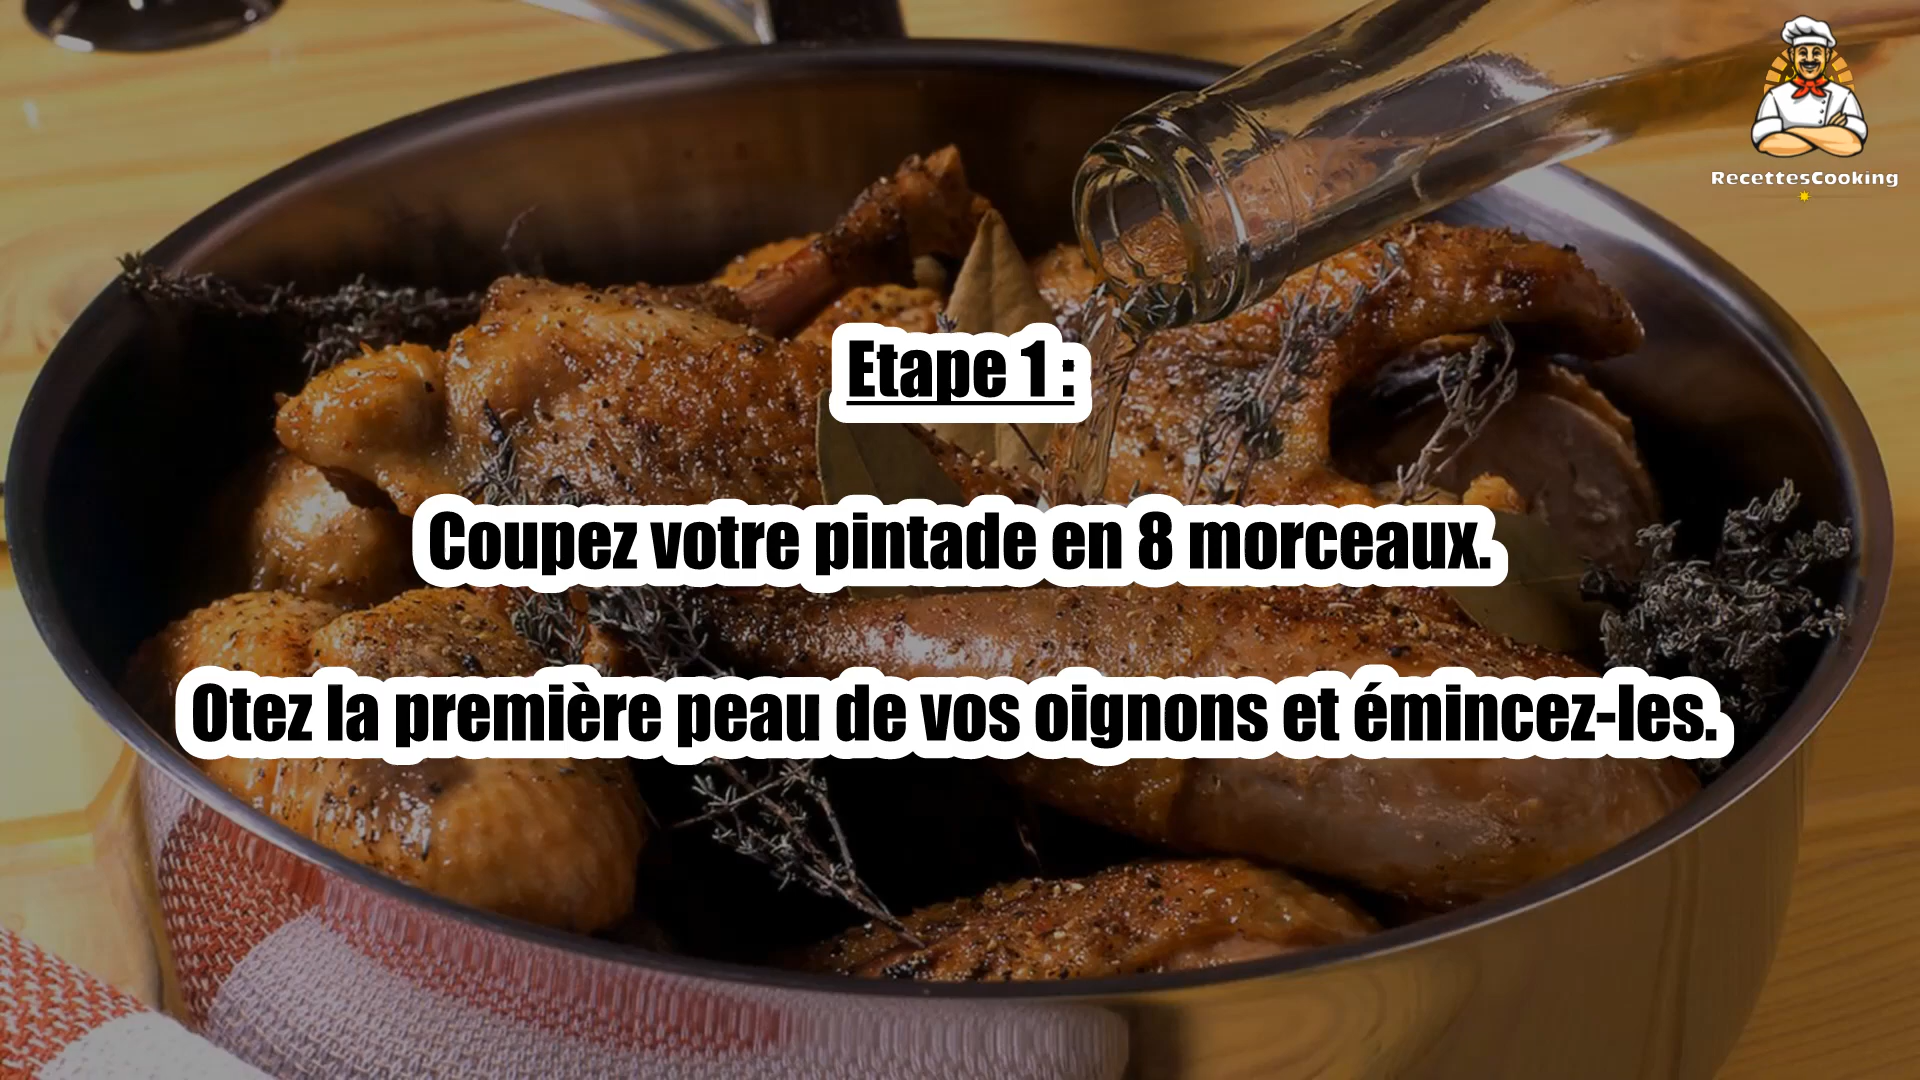 RecettesCooking
Etape 1 :
Coupez votre pintade en 8 morceaux.
Otez la première peau de vos oignons et émincez-les.